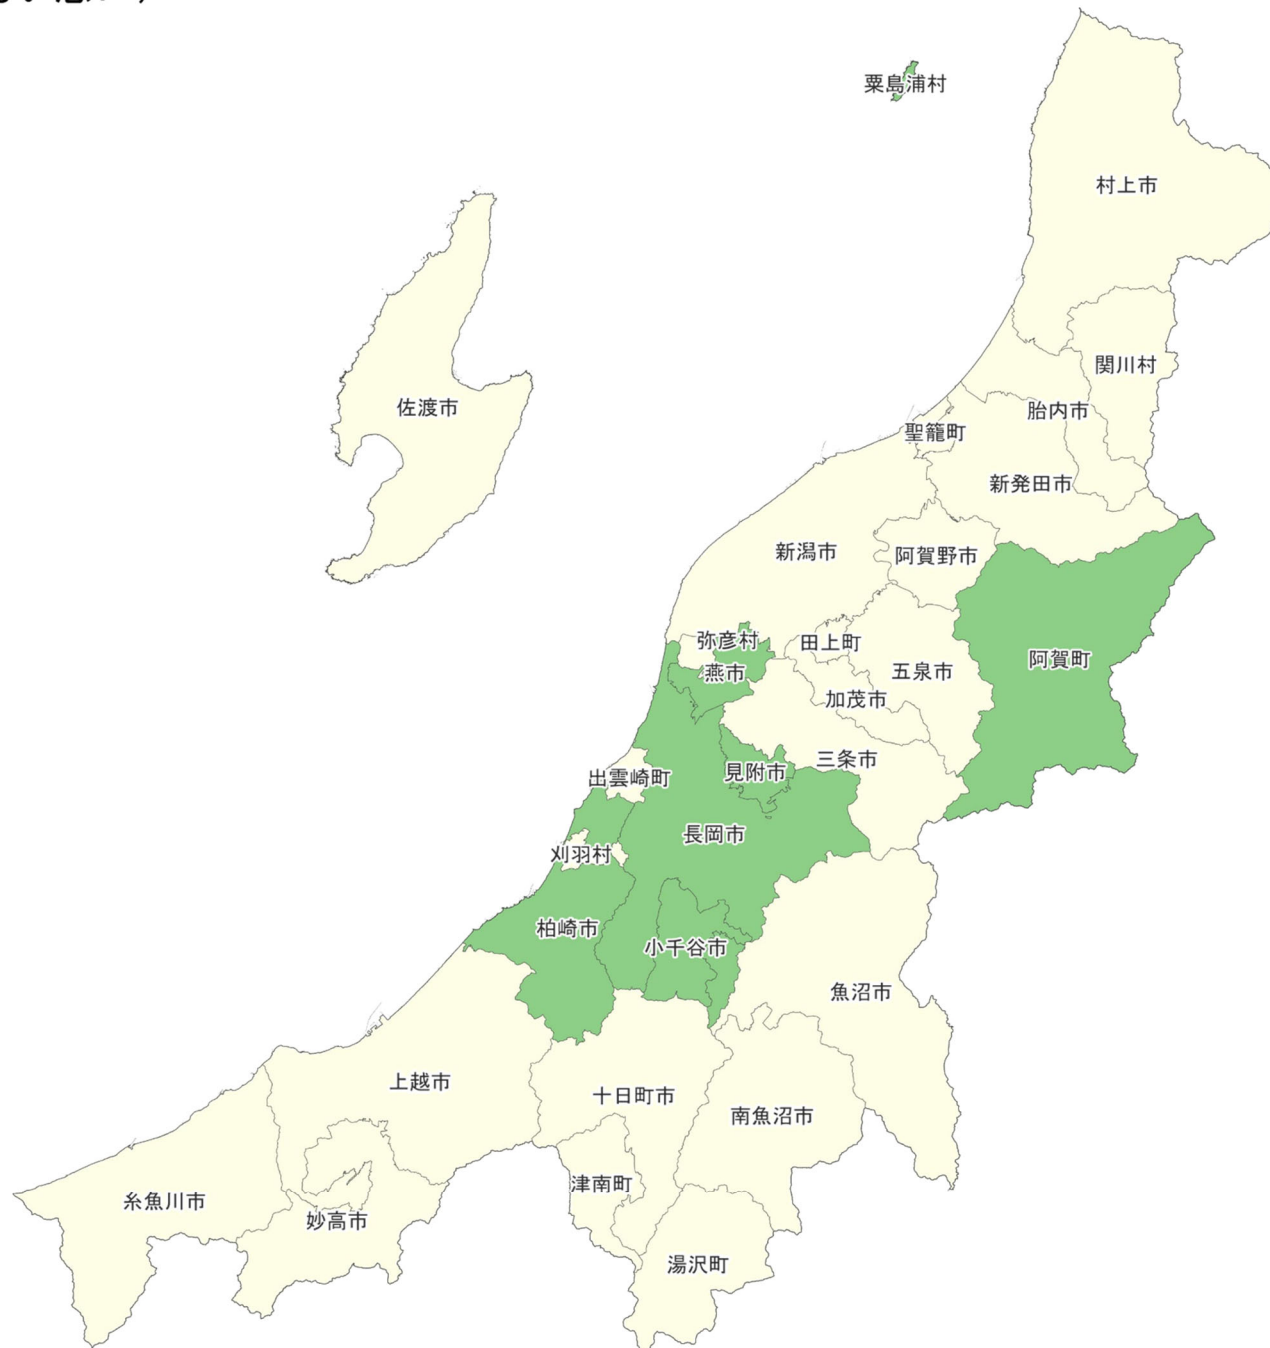 粟島浦村
村上市
関川村
佐渡市
胎内市
聖籠町
新発田市
新潟市
阿賀野市
弥彦村
田上町
阿賀町
燕市
五泉市
加茂市
三条市
見附市
出雲崎町
長岡市
刈羽村
柏崎市
小千谷市
魚沼市
上越市
十日町市
南魚沼市
津南町
糸魚川市
妙高市
湯沢町